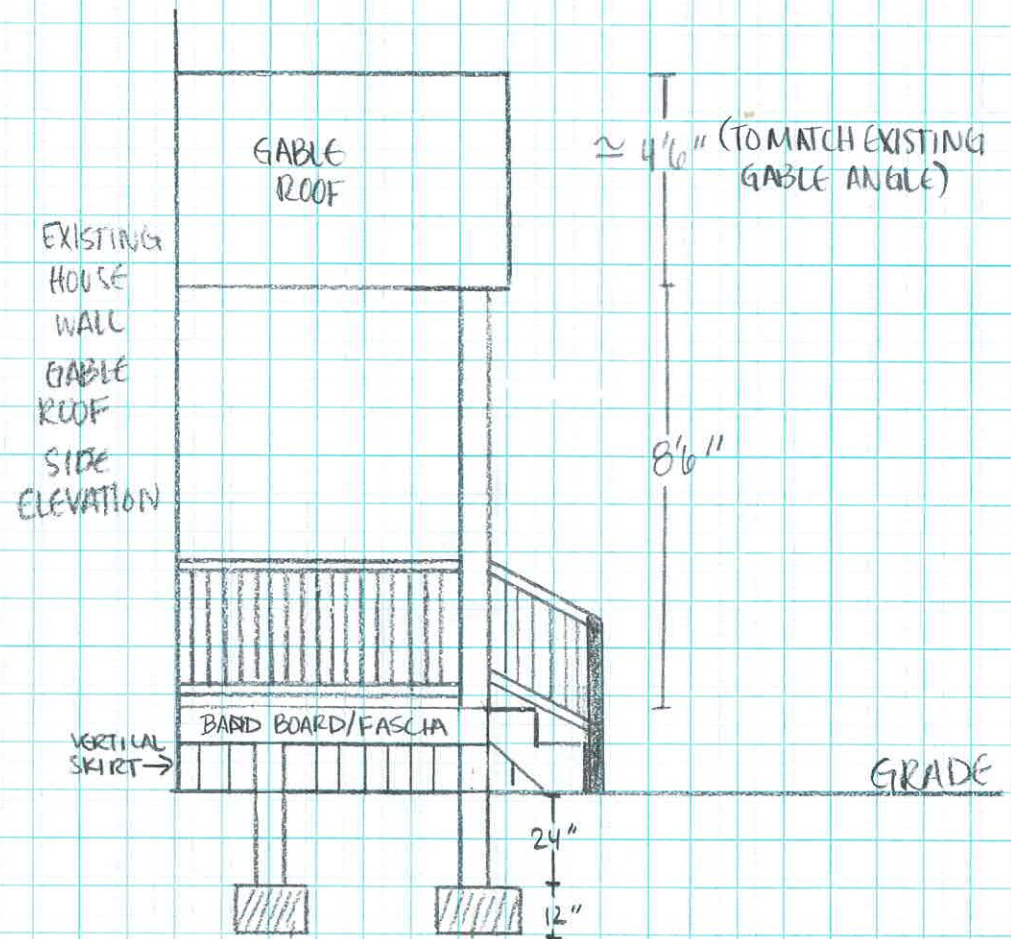 GABLE
ROOF
≃ 4'6" (TO MATCH EXISTING
GABLE ANGLE)
EXISTING
HOUSE
WALL
GABLE
ROOF
SIDE
ELEVATION
8'6"
BAND BOARD/FASCIA
VERTICAL
SKIRT→
GRADE
24"
12"